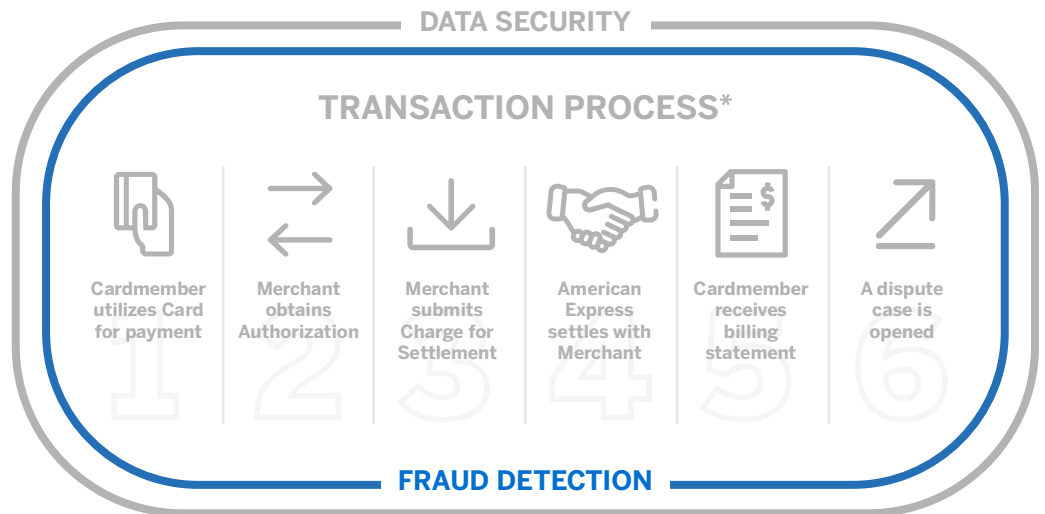 DATA SECURITY
TRANSACTION PROCESS*
$
Cardmember
utilizes Card
for payment
1
Merchant
obtains
Authorization
2
Merchant
submits
Charge for
Settlement
3
American
Express
settles with
Merchant
4
Cardmember
receives
billing
statement
5
A dispute
case is
opened
6
FRAUD DETECTION